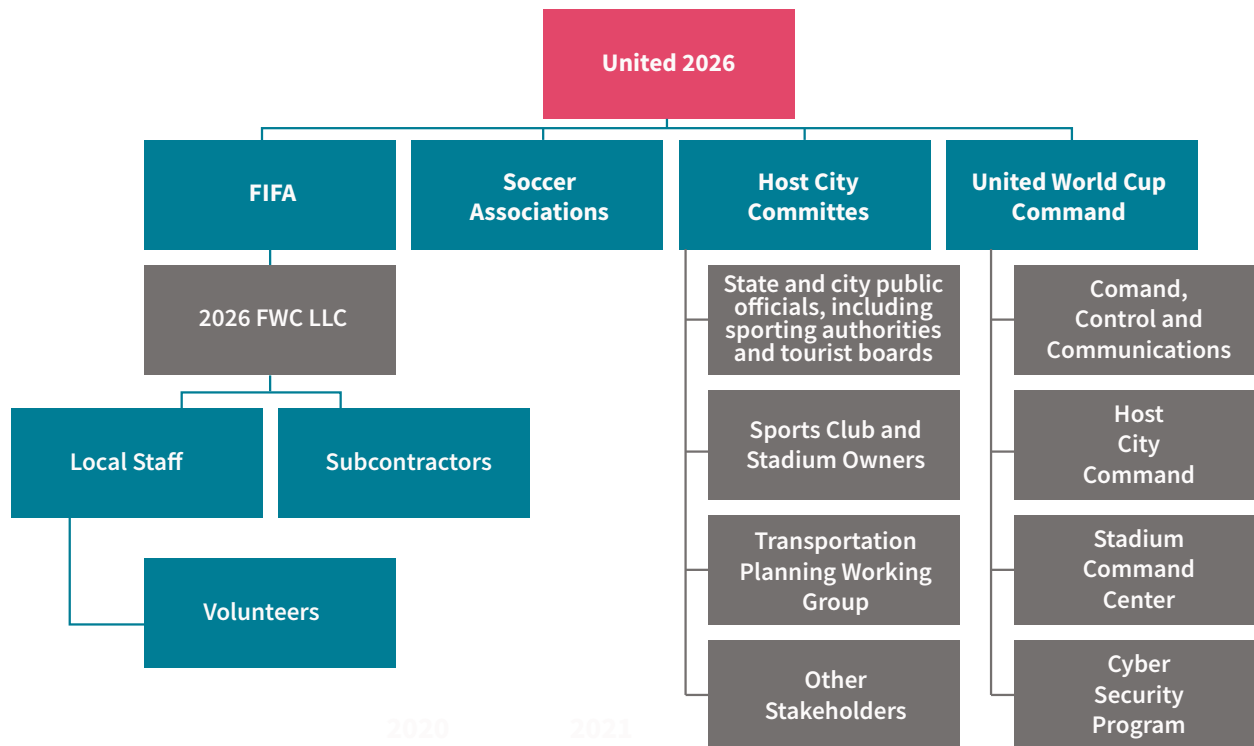 United 2026
FIFA
Soccer
Associations
Host City
Committes
United World Cup
Command
2026 FWC LLC
Local Staff
Subcontractors
Volunteers
State and city public
officials, including
sporting authorities
and tourist boards
Sports Club and
Stadium Owners
Transportation
Planning Working
Group
Other
Stakeholders
Comand,
Control and
Communications
Host
City
Command
Stadium
Command
Center
Cyber
Security
Program
2020
2021